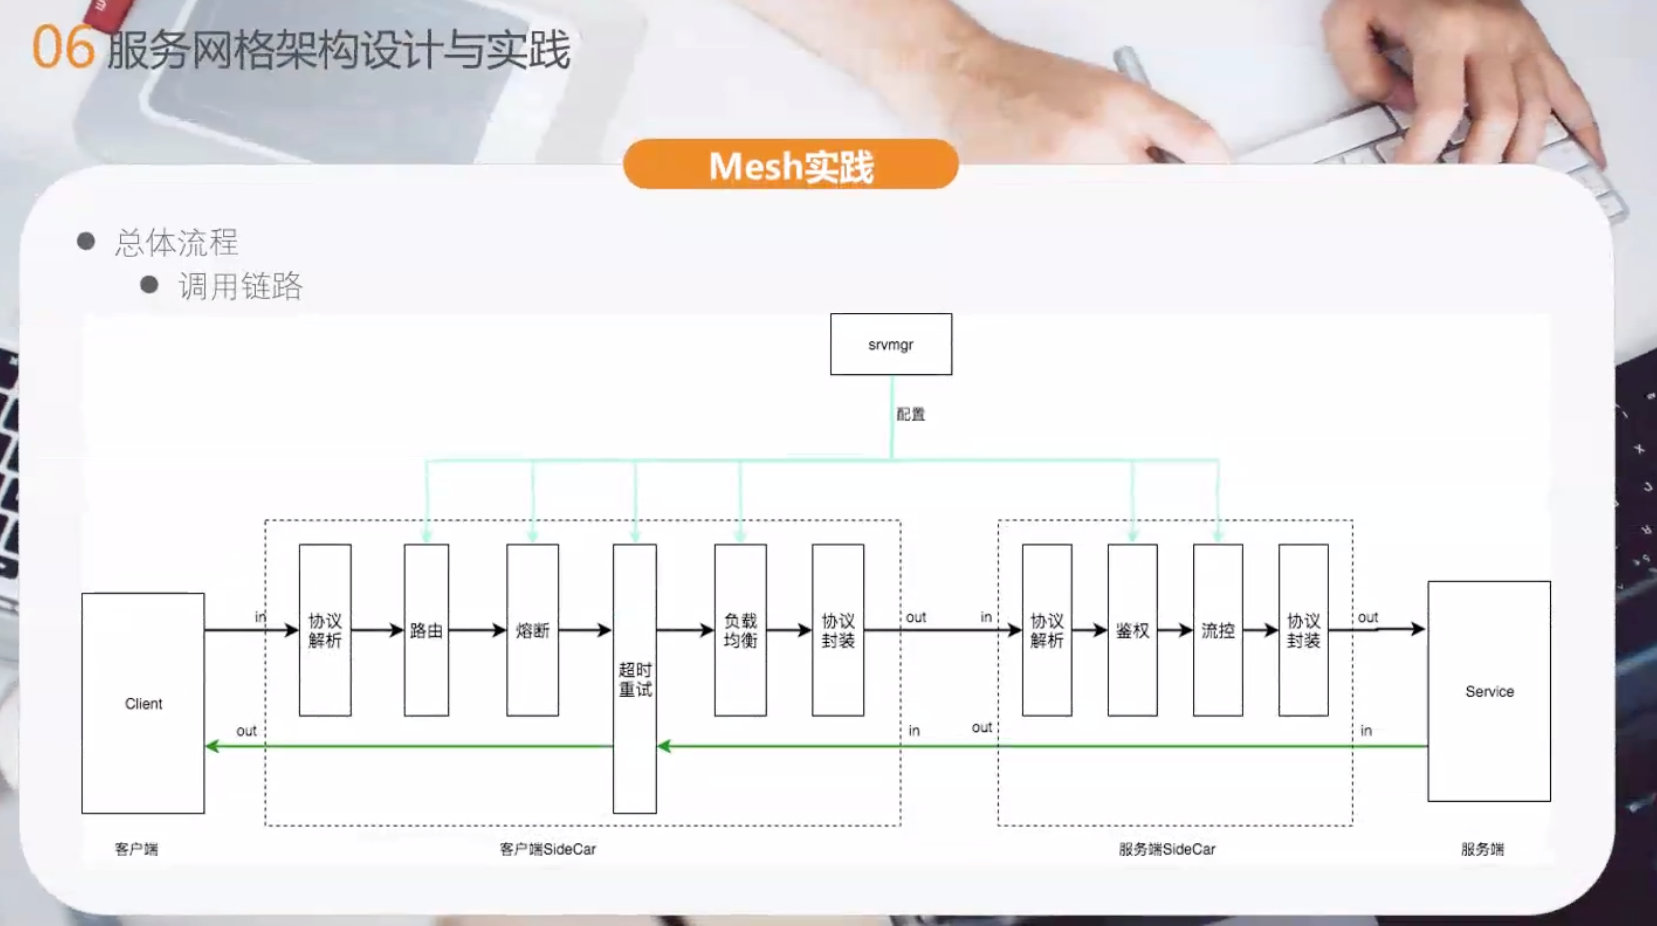 06 服务网格架构设计与实践
Mesh实践
总体流程
调用链路
srvmgr
配置
in
协议
解析
路由
熔断
超时
重试
负载
均衡
协议
封装
out
in
协议
解析
鉴权
流控
协议
封装
out
Client
Service
out
in
out
in
客户端
客户端SideCar
服务端SideCar
服务端